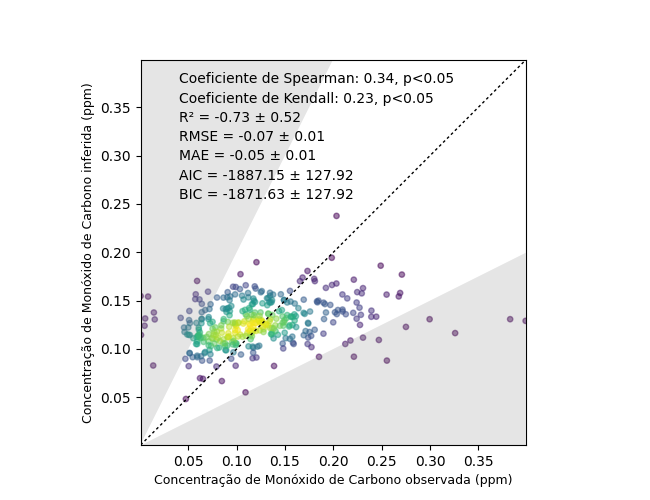 Coeficiente de Spearman: 0.34, p<0.05
Coeficiente de Kendall: 0.23, p<0.05
R² = -0.73 ± 0.52
RMSE = -0.07 ± 0.01
MAE = -0.05 ± 0.01
AIC = -1887.15 ± 127.92
BIC = -1871.63 ± 127.92
Concentração de Monóxido de Carbono inferida (ppm)
0.35
0.30
0.25
0.20
0.15
0.10
0.05
0.05 0.10 0.15 0.20 0.25 0.30 0.35
Concentração de Monóxido de Carbono observada (ppm)